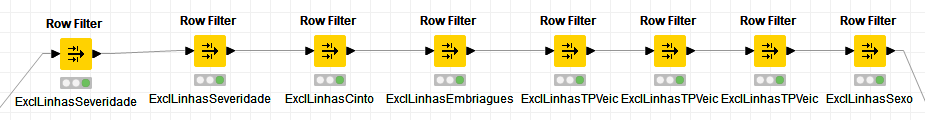 Row Filter
Row Filter
Row Filter
Row Filter
Row Filter
Row Filter
Row Filter
Row Filter
ExclLinhasSeveridade
ExclLinhasSeveridade
ExclLinhasCinto
ExclLinhasEmbriagues
ExclLinhasTPVeic
ExclLinhasTPVeic
ExclLinhasTPVeic
ExclLinhasSexo